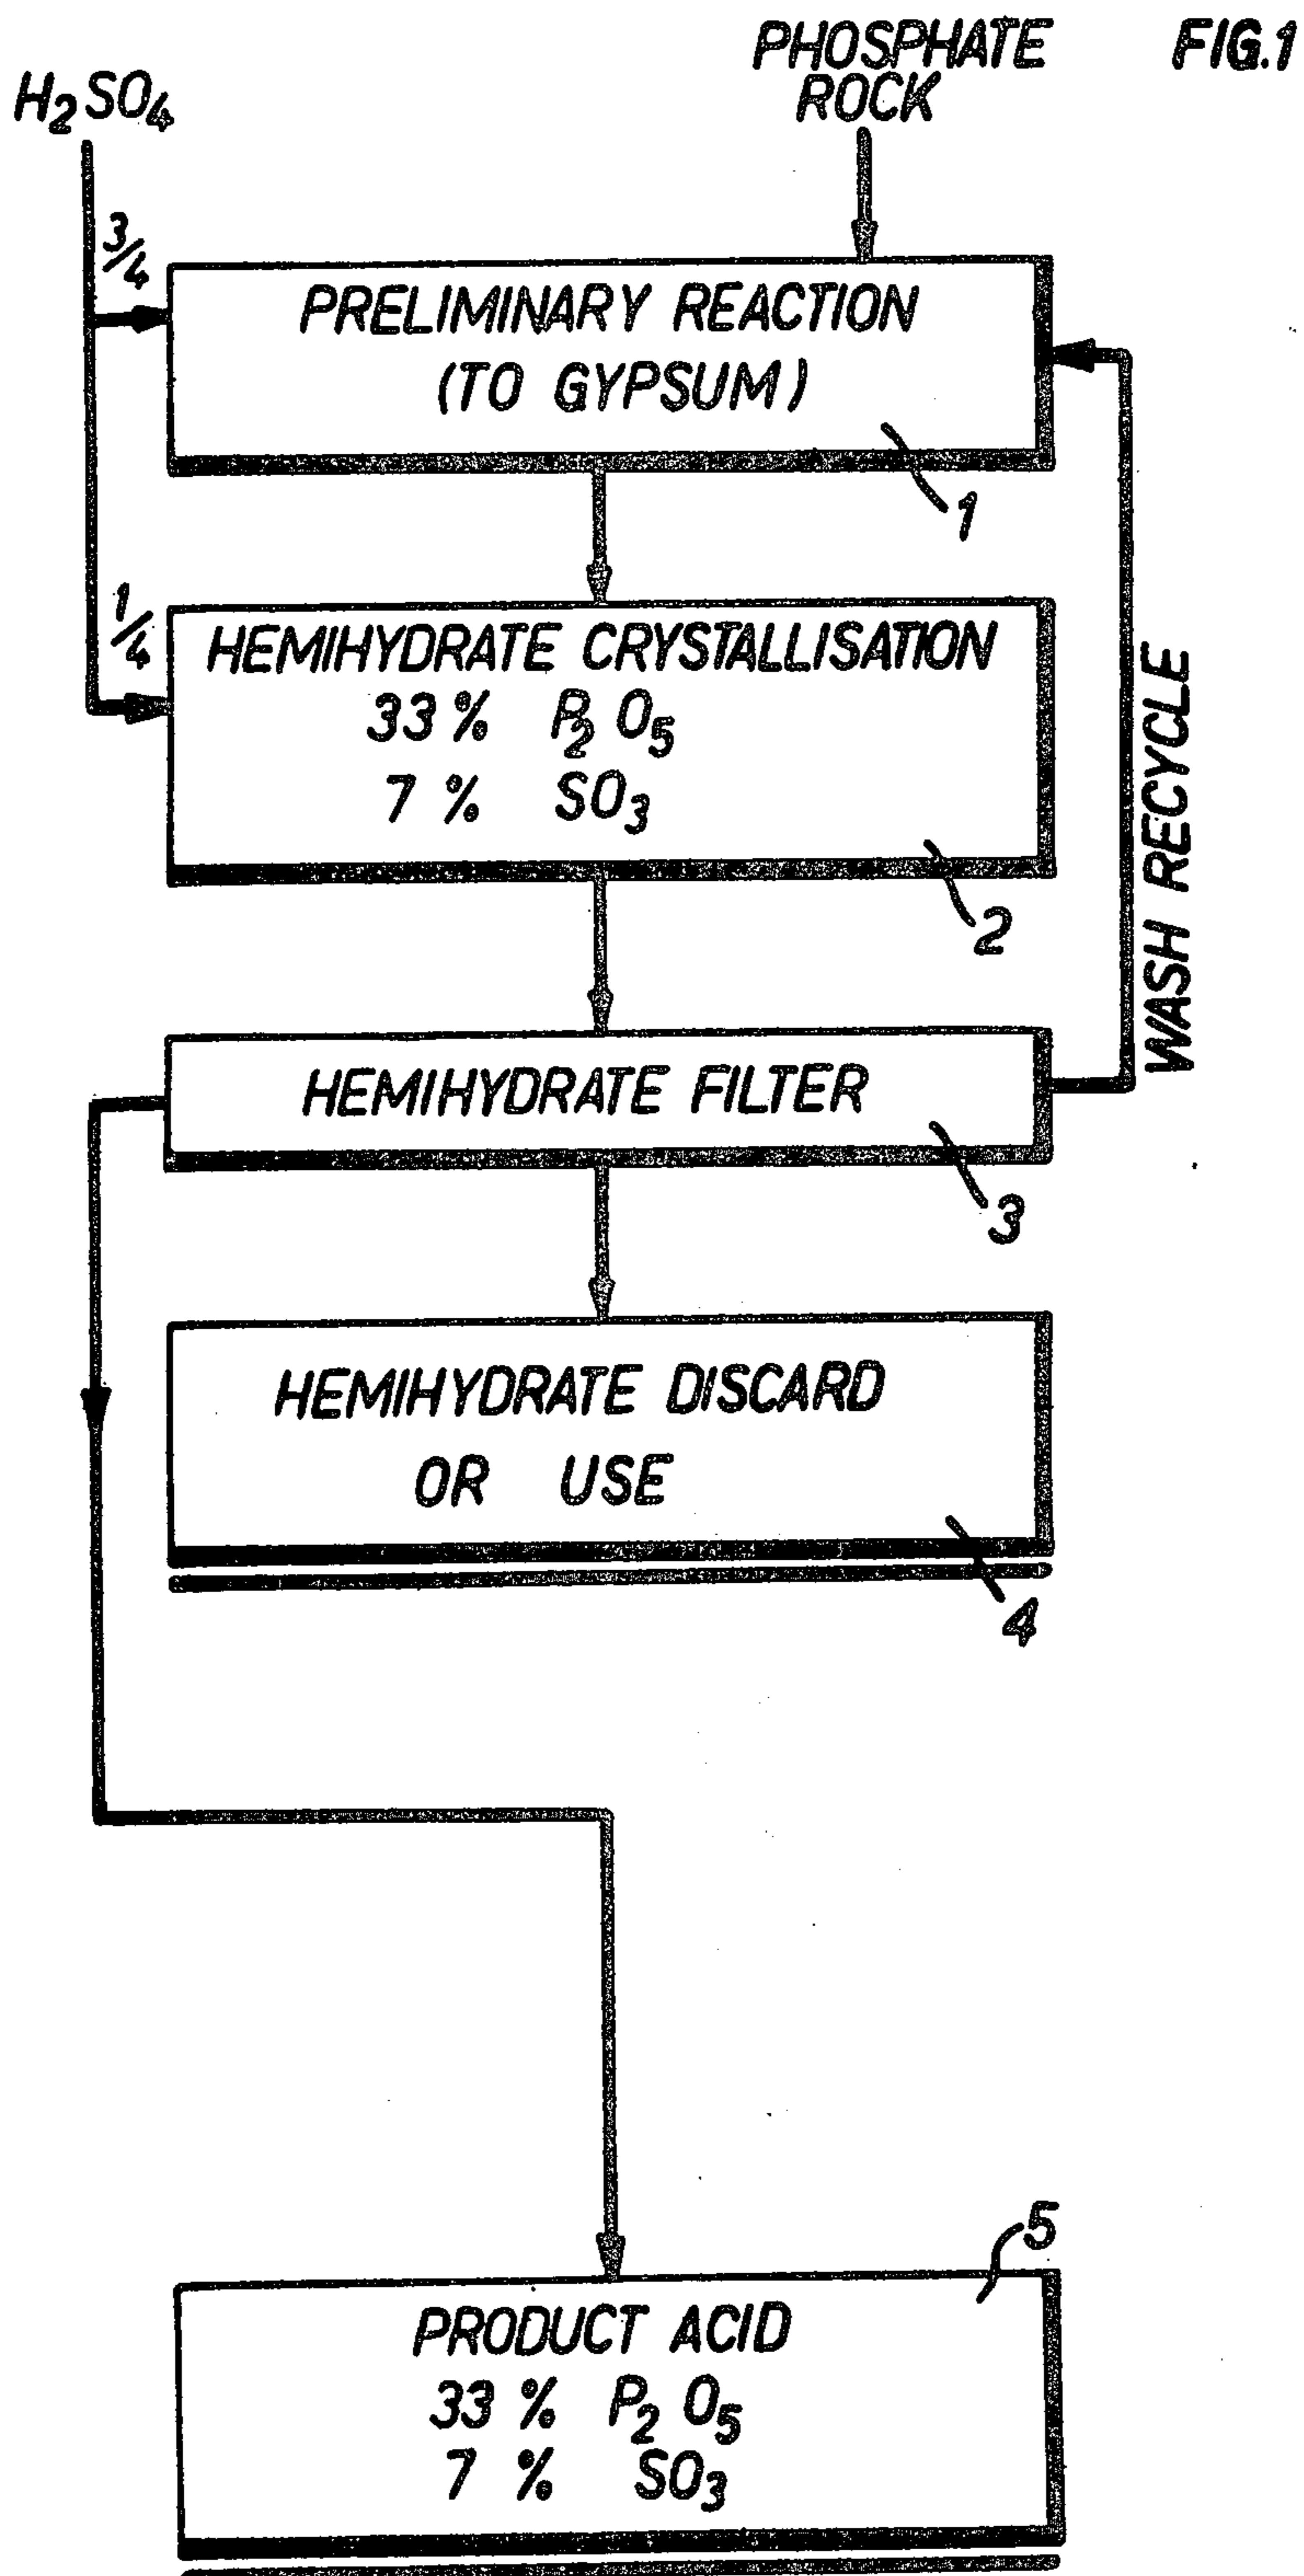 FIG.1
H2SO4
PHOSPHATE
ROCK
3/4
PRELIMINARY REACTION
(TO GYPSUM)
1
1/4
HEMIHYDRATE CRYSTALLISATION
33 % P2O5
7 % SO3
2
WASH RECYCLE
HEMIHYDRATE FILTER
3
HEMIHYDRATE DISCARD
OR USE
4
5
PRODUCT ACID
33 % P2O5
7 % SO3